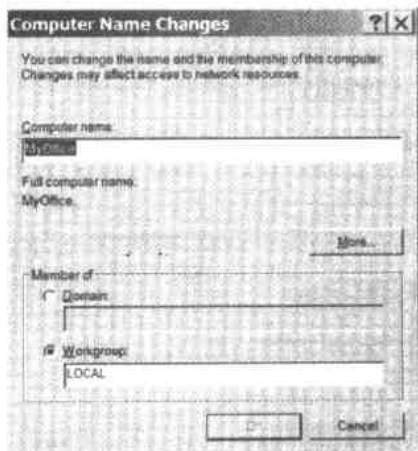 Computer Name Changes
You can change the name and the membership of this computer.
Changes may affect access to network resources.
Computer name:
MyOffice
Full computer name:
MyOffice.
More...
Member of
Domain:
Workgroup:
LOCAL
Cancel